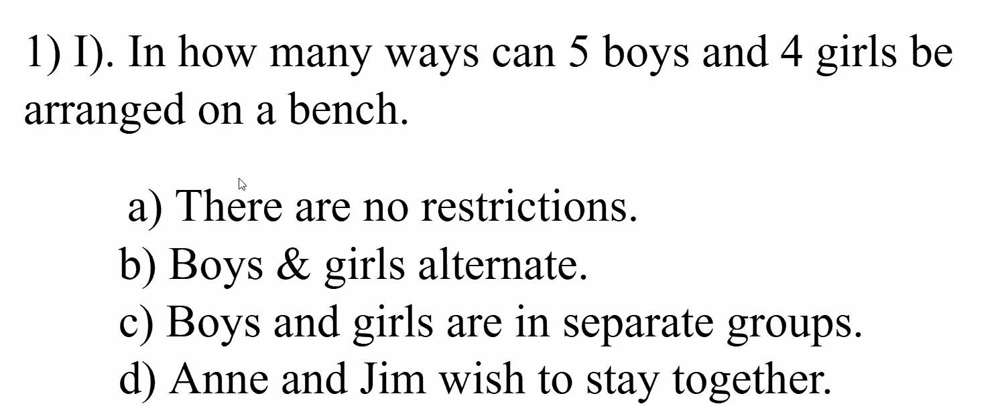 1) I). In how many ways can 5 boys and 4 girls be
arranged on a bench.
a) There are no restrictions.
b) Boys & girls alternate.
c) Boys and girls are in separate groups.
d) Anne and Jim wish to stay together.